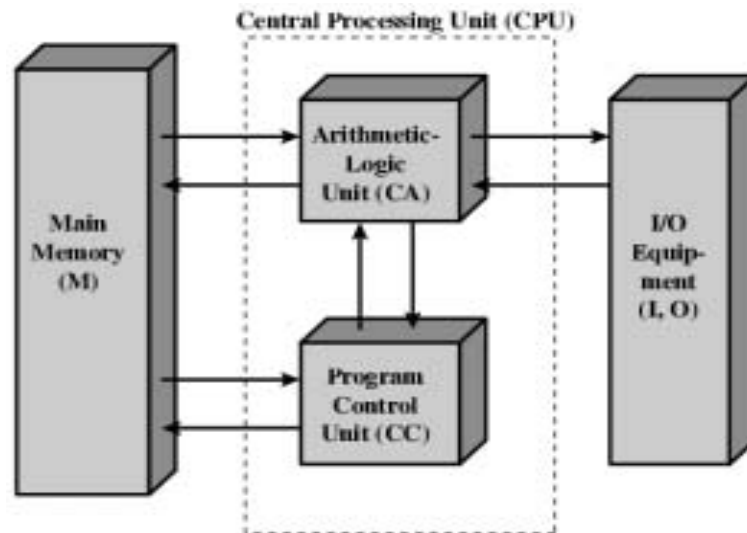 Central Processing Unit (CPU)
Main
Memory
(M)
Arithmetic-
Logic
Unit (CA)
Program
Control
Unit (CC)
I/O
Equip-
ment
(I, O)